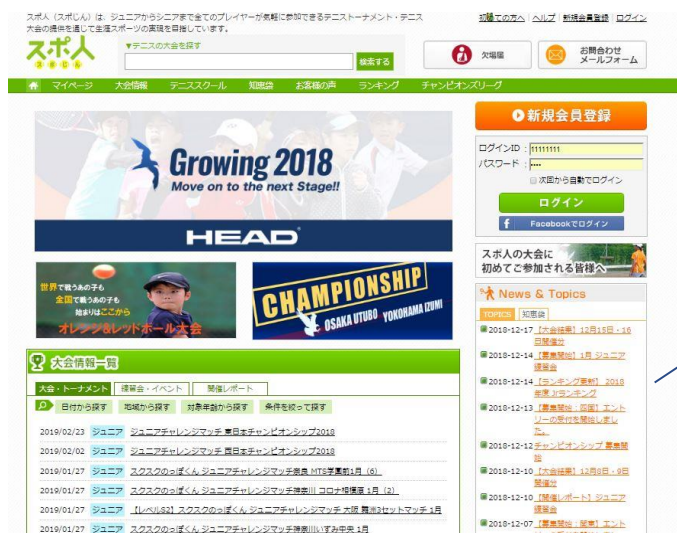 スポ人（スポじん）は、ジュニアからシニアまで全てのプレイヤーが気軽に参加できるテニストーナメント・テニス
大会の提供を通じて生涯スポーツの実現を目指しています。
初めての方へ ヘルプ 新規会員登録 ログイン
スポ人
スポじん
▼テニスの大会を探す
検索する
欠場届
お問合わせ
メールフォーム
マイページ 大会情報 テニススクール 知恵袋 お客様の声 ランキング チャンピオンズリーグ
Growing 2018
Move on to the next Stage!!
HEAD
世界で戦うあの子も
全国で戦うあの子も
始まりはここから
オレンジ&レッドボール大会
CHAMPIONSHIP
OSAKA UTUBO YOKOHAMA IZUMI
新規会員登録
ログインID : 11111111
パスワード : ••••
次回から自動でログイン
ログイン
f Facebookでログイン
スポ人の大会に
初めてご参加される皆様へ
News & Topics
TOPICS 知恵袋
2018-12-17 【大会結果】12月15日・16
日開催分
2018-12-14 【募集開始】1月 ジュニア
練習会
2018-12-14 【ランキング更新】 2018
年度 Jrランキング
2018-12-13 【募集開始：四国】エント
リーの受付を開始しまし
た。
2018-12-12 チャンピオンシップ 募集開
始
2018-12-10 【大会結果】12月8日・9日
開催分
2018-12-10 【開催レポート】ジュニア
練習会
2018-12-07 【募集開始：関東】エント
大会情報一覧
大会・トーナメント 練習会・イベント 開催レポート
日付から探す 地域から探す 対象年齢から探す 条件を絞って探す
2019/02/23 ジュニア ジュニアチャレンジマッチ 東日本チャンピオンシップ2018
2019/02/02 ジュニア ジュニアチャレンジマッチ 西日本チャンピオンシップ2018
2019/01/27 ジュニア スクスクのっぽくん ジュニアチャレンジマッチ奈良 MTS学園前1月（6）
2019/01/27 ジュニア スクスクのっぽくん ジュニアチャレンジマッチ神奈川 コロナ相模原 1月（2）
2019/01/27 ジュニア 【レベルS2】スクスクのっぽくん ジュニアチャレンジマッチ 大阪 舞洲3セットマッチ 1月
2019/01/27 ジュニア スクスクのっぽくん ジュニアチャレンジマッチ神奈川いずみ中央 1月